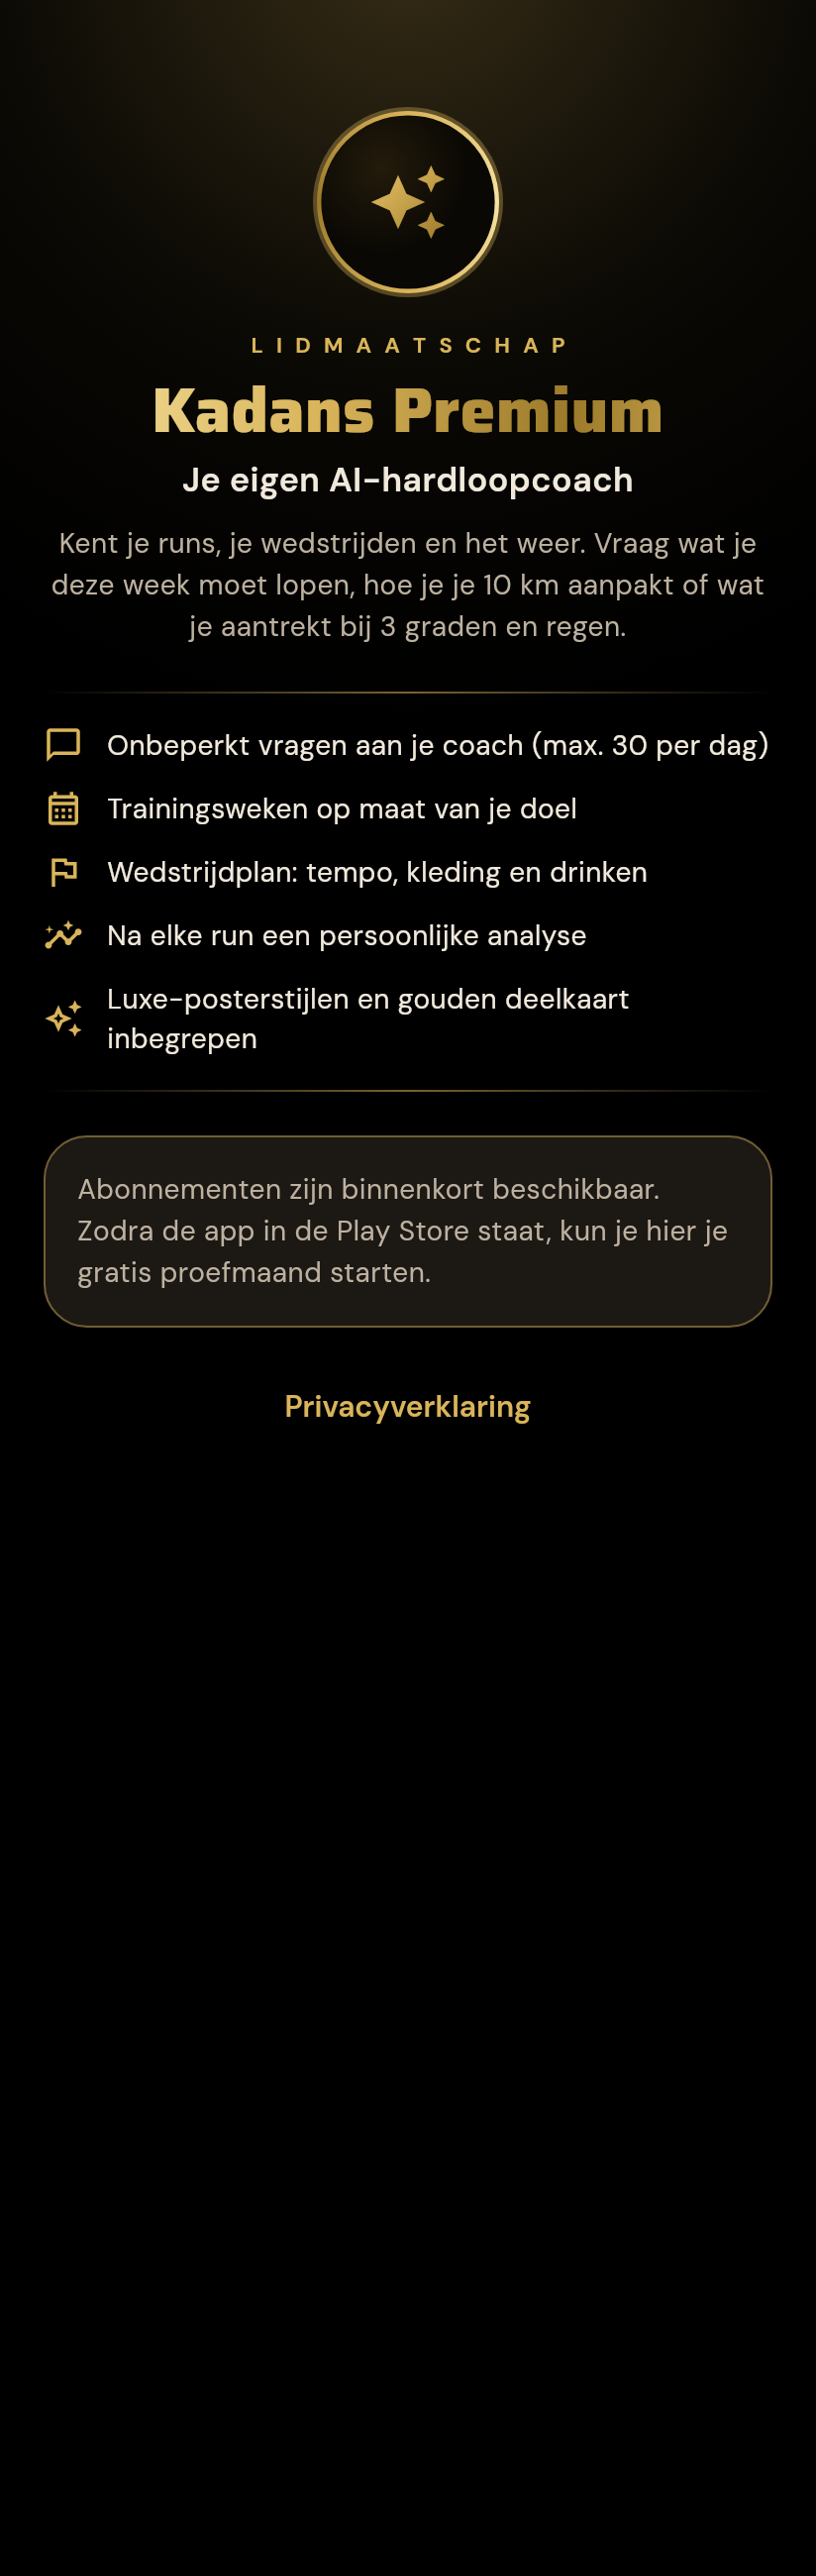 LIDMAATSCHAP
Kadans Premium
Je eigen AI-hardloopcoach
Kent je runs, je wedstrijden en het weer. Vraag wat je
deze week moet lopen, hoe je je 10 km aanpakt of wat
je aantrekt bij 3 graden en regen.
Onbeperkt vragen aan je coach (max. 30 per dag)
Trainingsweken op maat van je doel
Wedstrijdplan: tempo, kleding en drinken
Na elke run een persoonlijke analyse
Luxe-posterstijlen en gouden deelkaart
inbegrepen
Abonnementen zijn binnenkort beschikbaar.
Zodra de app in de Play Store staat, kun je hier je
gratis proefmaand starten.
Privacyverklaring